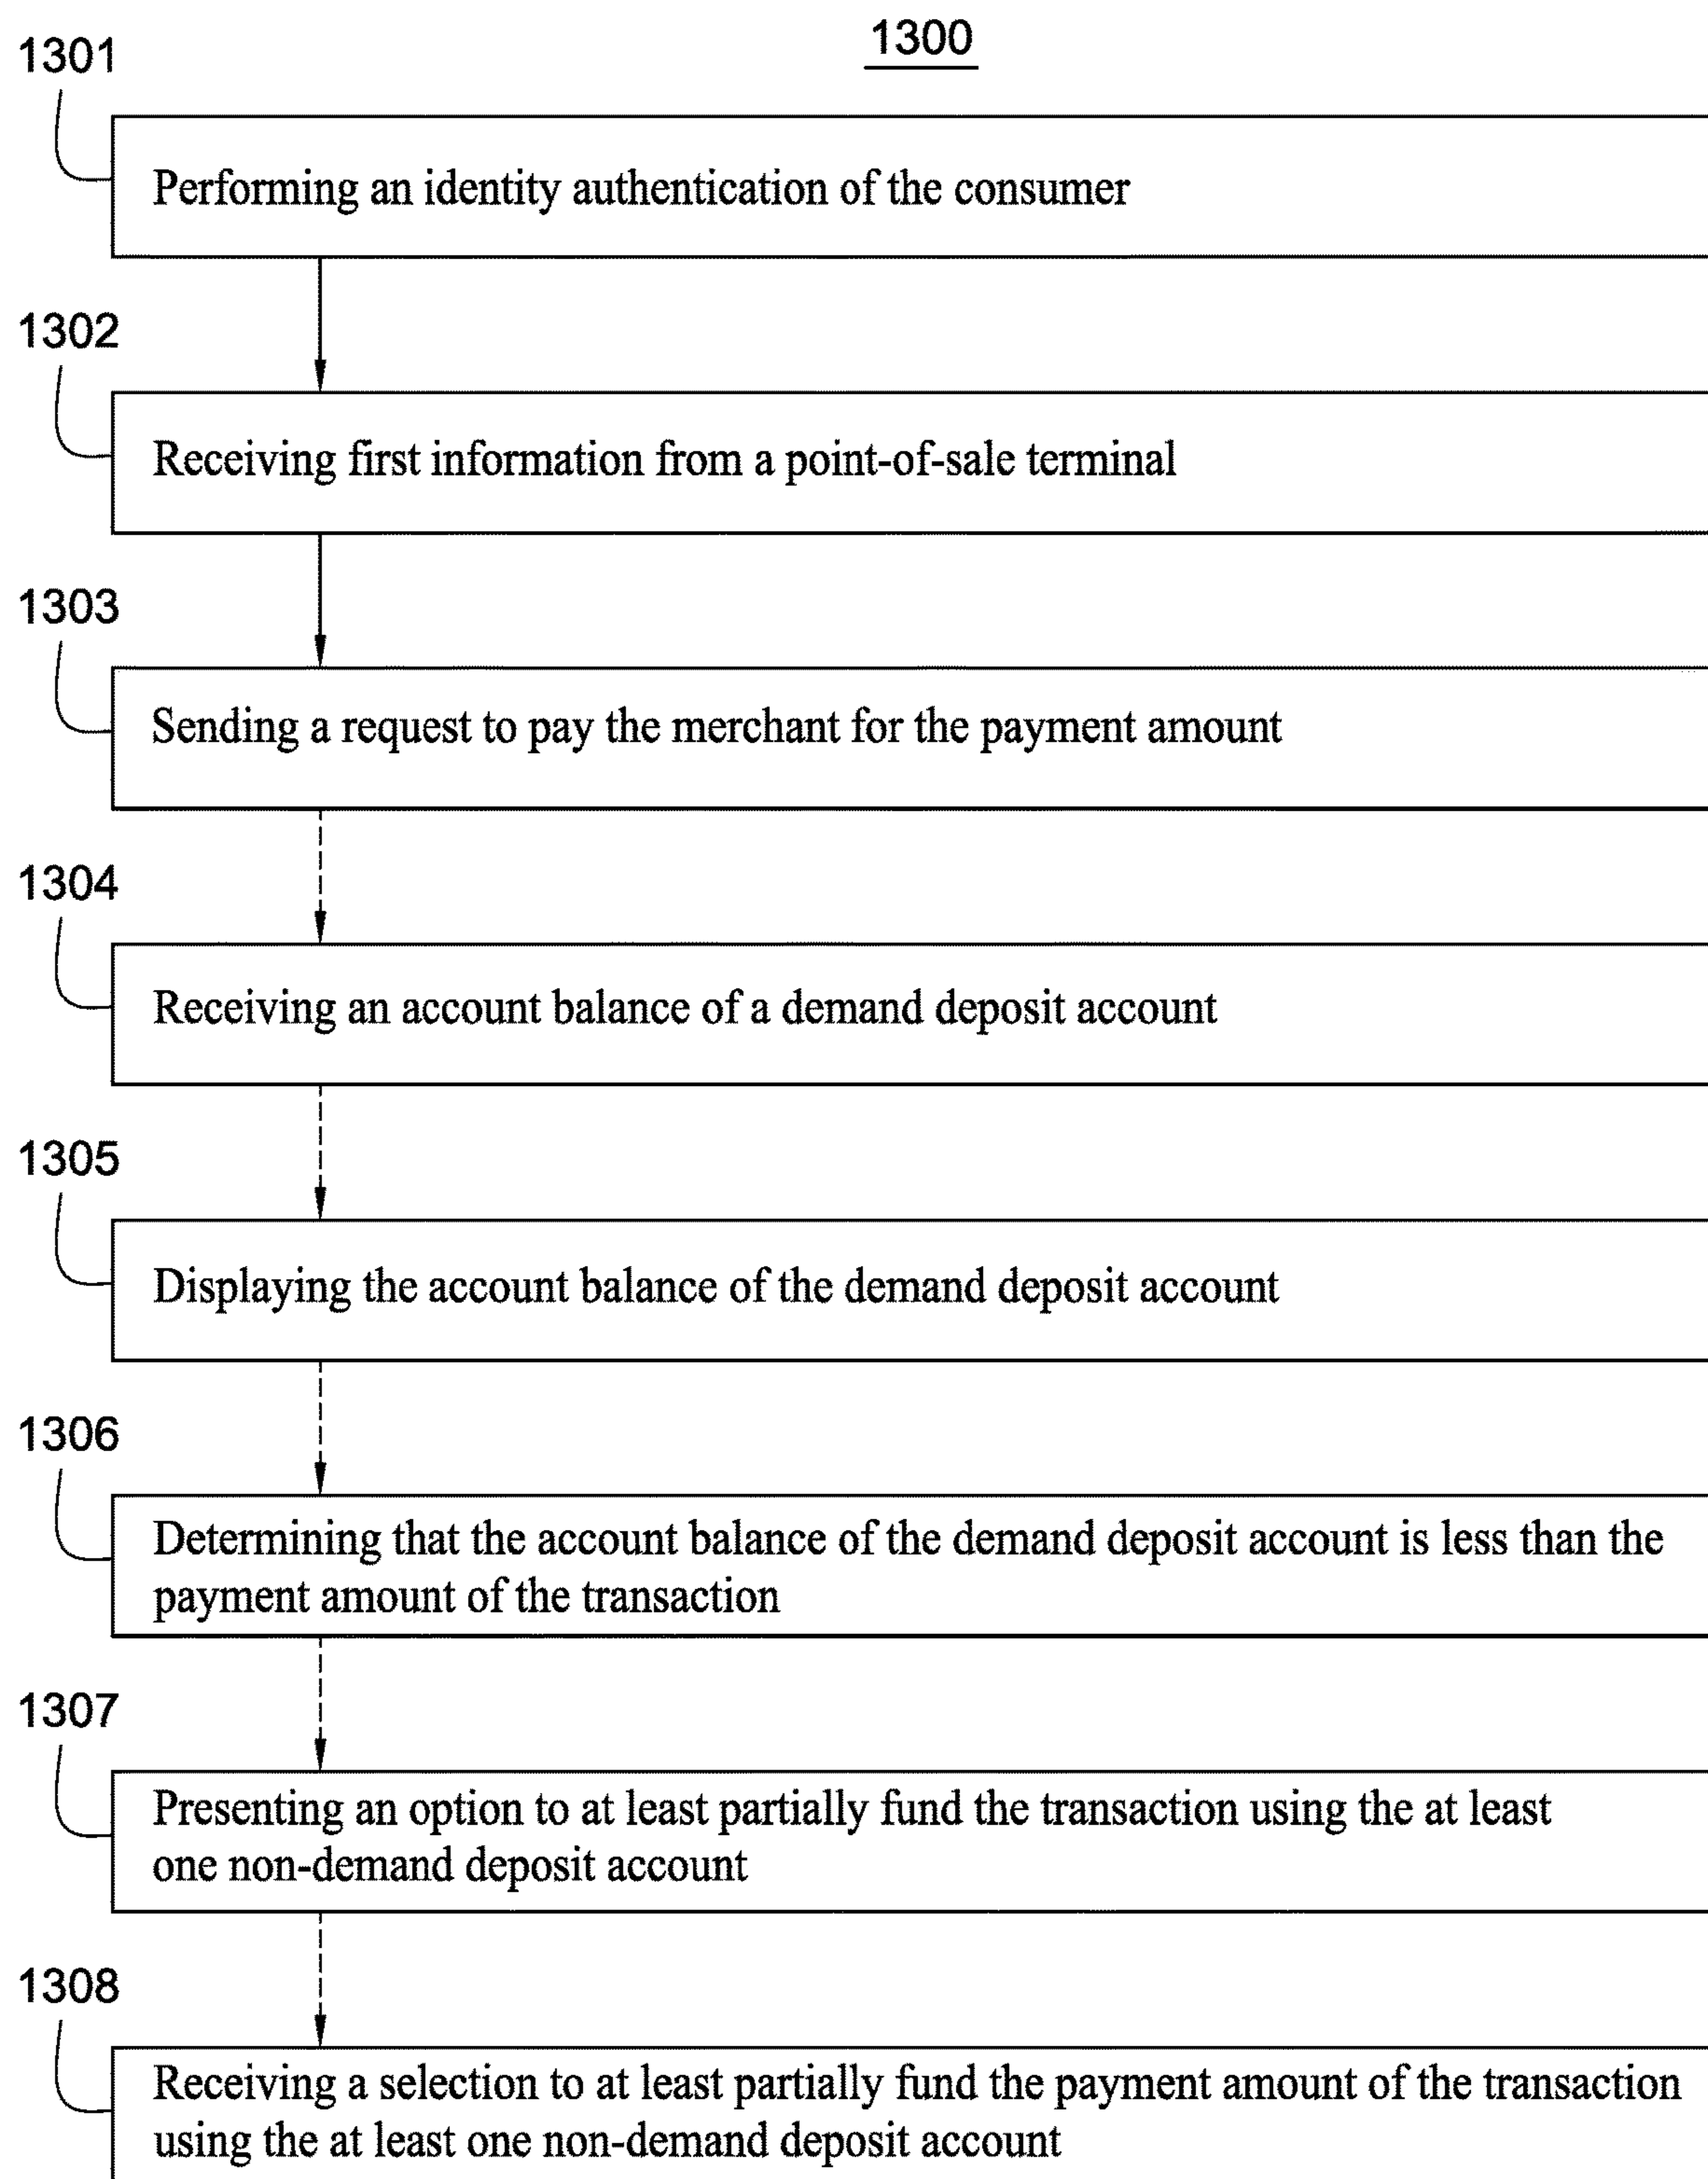 1300
1301
Performing an identity authentication of the consumer
1302
Receiving first information from a point-of-sale terminal
1303
Sending a request to pay the merchant for the payment amount
1304
Receiving an account balance of a demand deposit account
1305
Displaying the account balance of the demand deposit account
1306
Determining that the account balance of the demand deposit account is less than the
payment amount of the transaction
1307
Presenting an option to at least partially fund the transaction using the at least
one non-demand deposit account
1308
Receiving a selection to at least partially fund the payment amount of the transaction
using the at least one non-demand deposit account